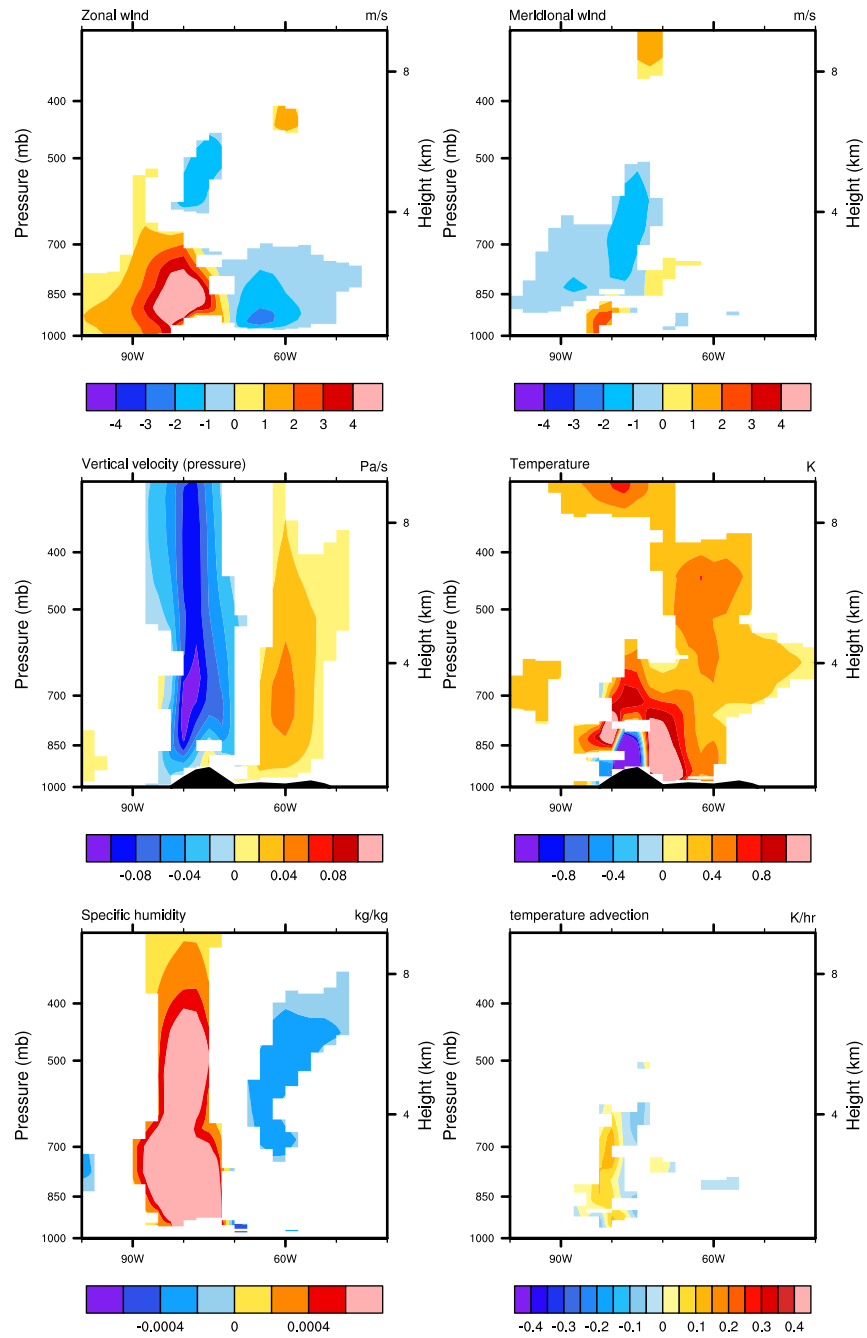 Zonal wind m/s
Pressure (mb)
400
500
700
850
1000
8
4
Height (km)
90W 60W
-4 -3 -2 -1 0 1 2 3 4
Meridional wind m/s
Pressure (mb)
400
500
700
850
1000
8
4
Height (km)
90W 60W
-4 -3 -2 -1 0 1 2 3 4
Vertical velocity (pressure) Pa/s
Pressure (mb)
400
500
700
850
1000
8
4
Height (km)
90W 60W
-0.08 -0.04 0 0.04 0.08
Temperature K
Pressure (mb)
400
500
700
850
1000
8
4
Height (km)
90W 60W
-0.8 -0.4 0 0.4 0.8
Specific humidity kg/kg
Pressure (mb)
400
500
700
850
1000
8
4
Height (km)
90W 60W
-0.0004 0 0.0004
temperature advection K/hr
Pressure (mb)
400
500
700
850
1000
8
4
Height (km)
90W 60W
-0.4 -0.3 -0.2 -0.1 0 0.1 0.2 0.3 0.4